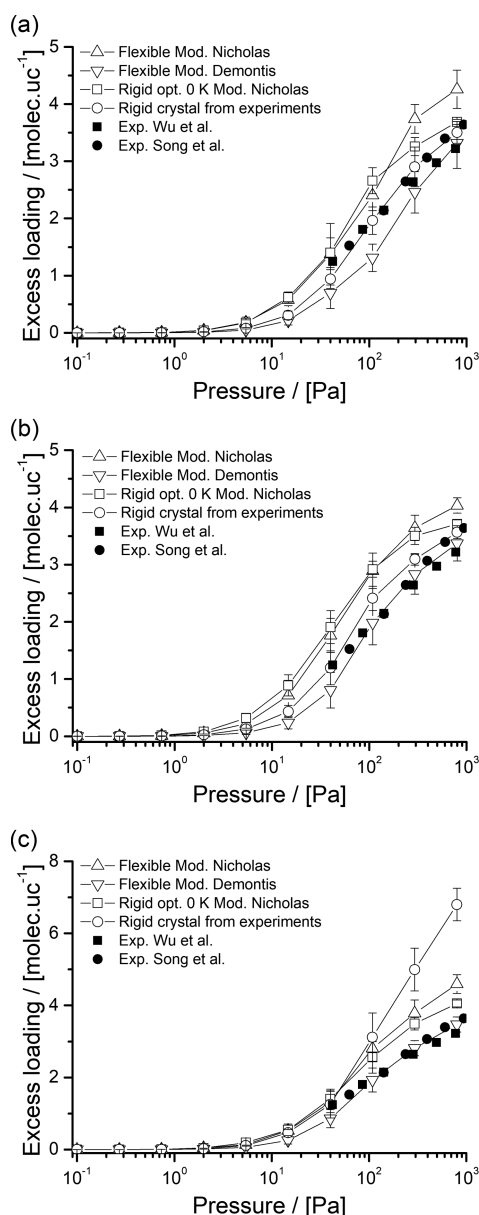 (a)
Flexible Mod. Nicholas
Flexible Mod. Demontis
Rigid opt. 0 K Mod. Nicholas
Rigid crystal from experiments
Exp. Wu et al.
Exp. Song et al.
Excess loading / [molec.uc⁻¹]
5
4
3
2
1
0
10⁻¹ 10⁰ 10¹ 10² 10³
Pressure / [Pa]
(b)
Flexible Mod. Nicholas
Flexible Mod. Demontis
Rigid opt. 0 K Mod. Nicholas
Rigid crystal from experiments
Exp. Wu et al.
Exp. Song et al.
Excess loading / [molec.uc⁻¹]
5
4
3
2
1
0
10⁻¹ 10⁰ 10¹ 10² 10³
Pressure / [Pa]
(c)
Flexible Mod. Nicholas
Flexible Mod. Demontis
Rigid opt. 0 K Mod. Nicholas
Rigid crystal from experiments
Exp. Wu et al.
Exp. Song et al.
Excess loading / [molec.uc⁻¹]
8
6
4
2
0
10⁻¹ 10⁰ 10¹ 10² 10³
Pressure / [Pa]